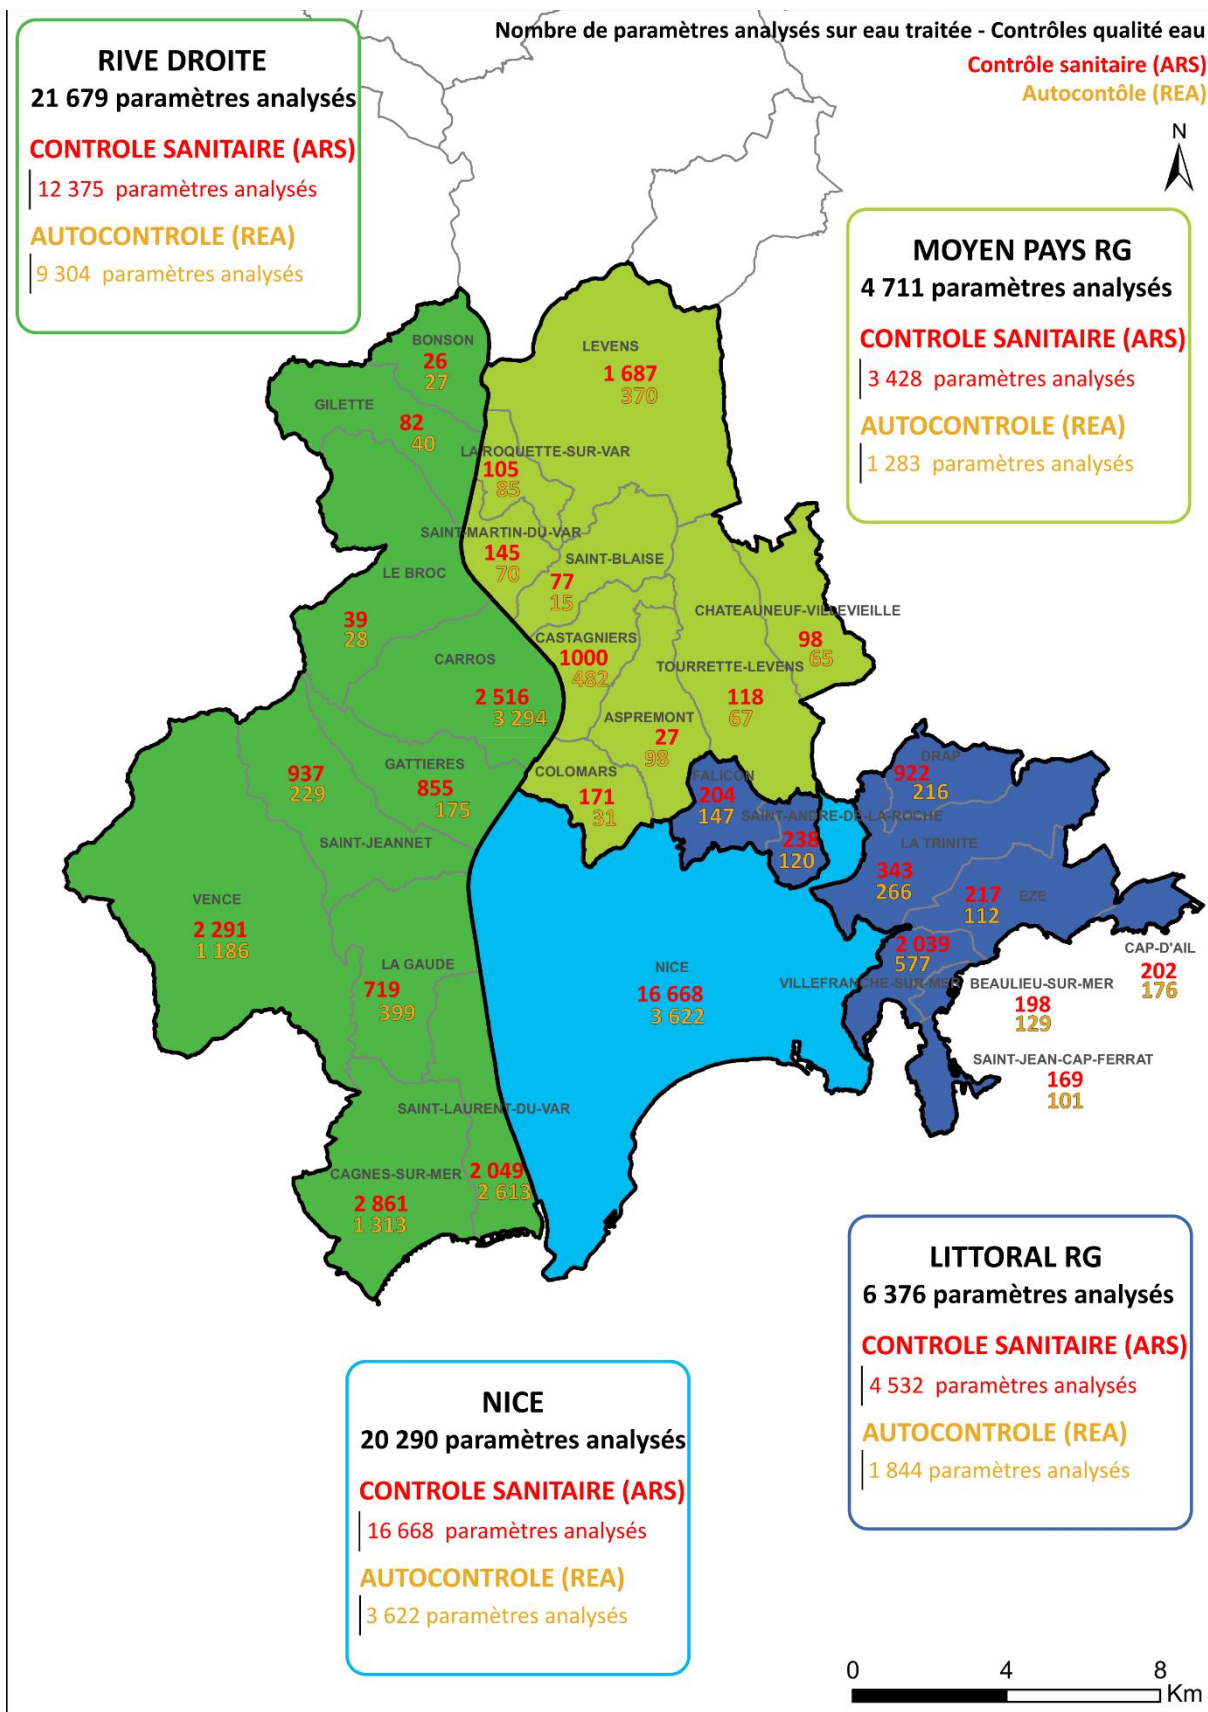 Nombre de paramètres analysés sur eau traitée - Contrôles qualité eau
Contrôle sanitaire (ARS)
Autocontôle (REA)
N
RIVE DROITE
21 679 paramètres analysés
CONTROLE SANITAIRE (ARS)
12 375 paramètres analysés
AUTOCONTROLE (REA)
9 304 paramètres analysés
MOYEN PAYS RG
4 711 paramètres analysés
CONTROLE SANITAIRE (ARS)
3 428 paramètres analysés
AUTOCONTROLE (REA)
1 283 paramètres analysés
BONSON
26
27
LEVENS
1 687
370
GILETTE
82
40
LA ROQUETTE-SUR-VAR
105
85
SAINT-MARTIN-DU-VAR
145
70
SAINT-BLAISE
77
15
LE BROC
39
28
CHATEAUNEUF-VILLEVIEILLE
98
65
CASTAGNIERS
1000
482
CARROS
2 516
3 294
TOURRETTE-LEVENS
118
67
ASPREMONT
27
98
GATTIERES
855
175
COLOMARS
171
31
FALICON
204
147
DRAP
922
216
937
229
SAINT-JEANNET
SAINT-ANDRE-DE-LA-ROCHE
238
120
LA TRINITE
343
266
VENCE
2 291
1 186
217
112
EZE
LA GAUDE
719
399
NICE
16 668
3 622
2 039
577
VILLEFRANCHE-SUR-MER
CAP-D'AIL
202
176
BEAULIEU-SUR-MER
198
129
SAINT-JEAN-CAP-FERRAT
169
101
SAINT-LAURENT-DU-VAR
2 049
2 613
CAGNES-SUR-MER
2 861
1 313
LITTORAL RG
6 376 paramètres analysés
CONTROLE SANITAIRE (ARS)
4 532 paramètres analysés
AUTOCONTROLE (REA)
1 844 paramètres analysés
NICE
20 290 paramètres analysés
CONTROLE SANITAIRE (ARS)
16 668 paramètres analysés
AUTOCONTROLE (REA)
3 622 paramètres analysés
0 4 8
Km